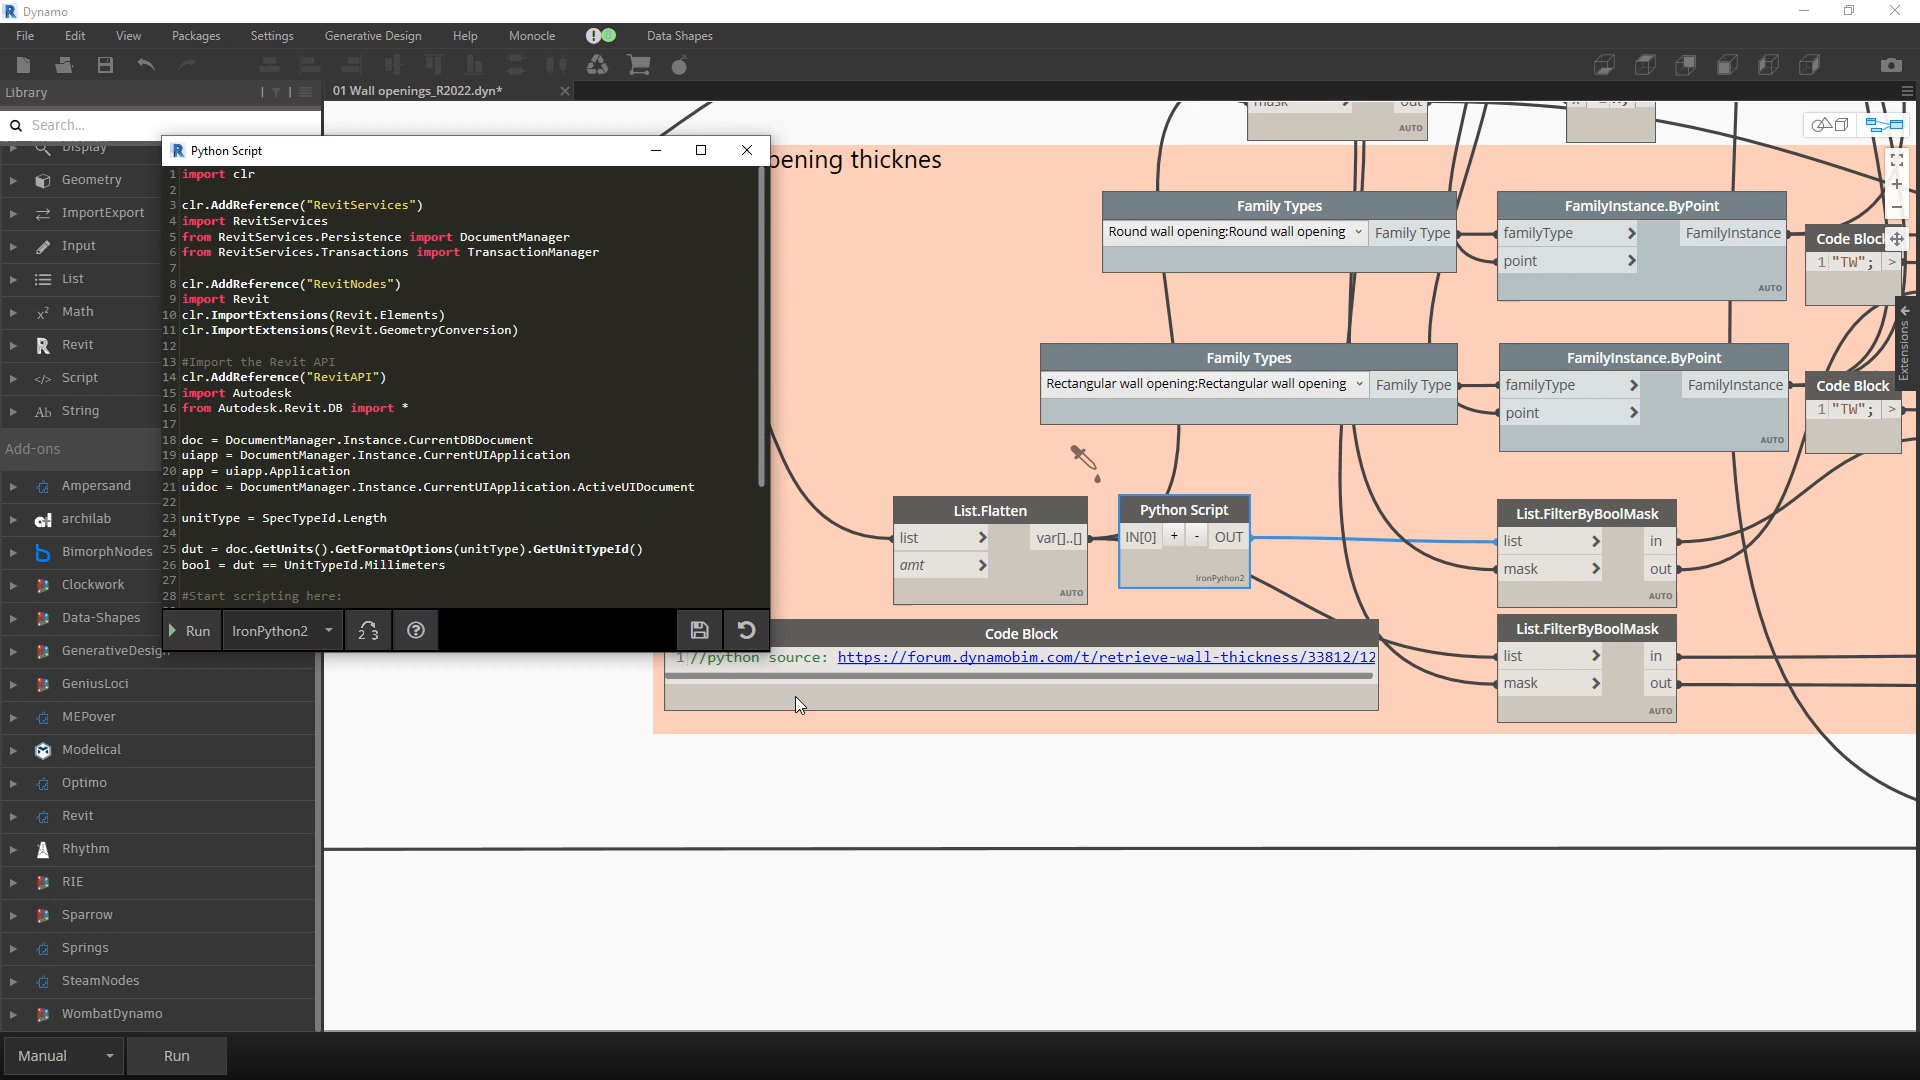 Dynamo
File Edit View Packages Settings Generative Design Help Monocle Data Shapes
Library
01 Wall openings_R2022.dyn*
Search...
Display
Geometry
ImportExport
Input
List
Math
Revit
Script
String
Add-ons
Ampersand
archilab
BimorphNodes
Clockwork
Data-Shapes
GenerativeDesign
GeniusLoci
MEPover
Modelical
Optimo
Revit
Rhythm
RIE
Sparrow
Springs
SteamNodes
WombatDynamo
Manual
Run
Python Script
1 import clr
2
3 clr.AddReference("RevitServices")
4 import RevitServices
5 from RevitServices.Persistence import DocumentManager
6 from RevitServices.Transactions import TransactionManager
7
8 clr.AddReference("RevitNodes")
9 import Revit
10 clr.ImportExtensions(Revit.Elements)
11 clr.ImportExtensions(Revit.GeometryConversion)
12
13 #Import the Revit API
14 clr.AddReference("RevitAPI")
15 import Autodesk
16 from Autodesk.Revit.DB import *
17
18 doc = DocumentManager.Instance.CurrentDBDocument
19 uiapp = DocumentManager.Instance.CurrentUIApplication
20 app = uiapp.Application
21 uidoc = DocumentManager.Instance.CurrentUIApplication.ActiveUIDocument
22
23 unitType = SpecTypeId.Length
24
25 dut = doc.GetUnits().GetFormatOptions(unitType).GetUnitTypeId()
26 bool = dut == UnitTypeId.Millimeters
27
28 #Start scripting here:
Run IronPython2 2 3
pening thicknes
mask > out
AUTO
Family Types
Round wall opening:Round wall opening Family Type
FamilyInstance.ByPoint
familyType > FamilyInstance
point >
AUTO
Code Block
1 "TW"; >
Family Types
Rectangular wall opening:Rectangular wall opening Family Type
FamilyInstance.ByPoint
familyType > FamilyInstance
point >
AUTO
Code Block
1 "TW"; >
Extensions
List.Flatten
list > var[]..[]
amt >
AUTO
Python Script
IN[0] + - OUT
IronPython2
List.FilterByBoolMask
list > in
mask > out
AUTO
List.FilterByBoolMask
list > in
mask > out
AUTO
Code Block
1 //python source: https://forum.dynamobim.com/t/retrieve-wall-thickness/33812/12